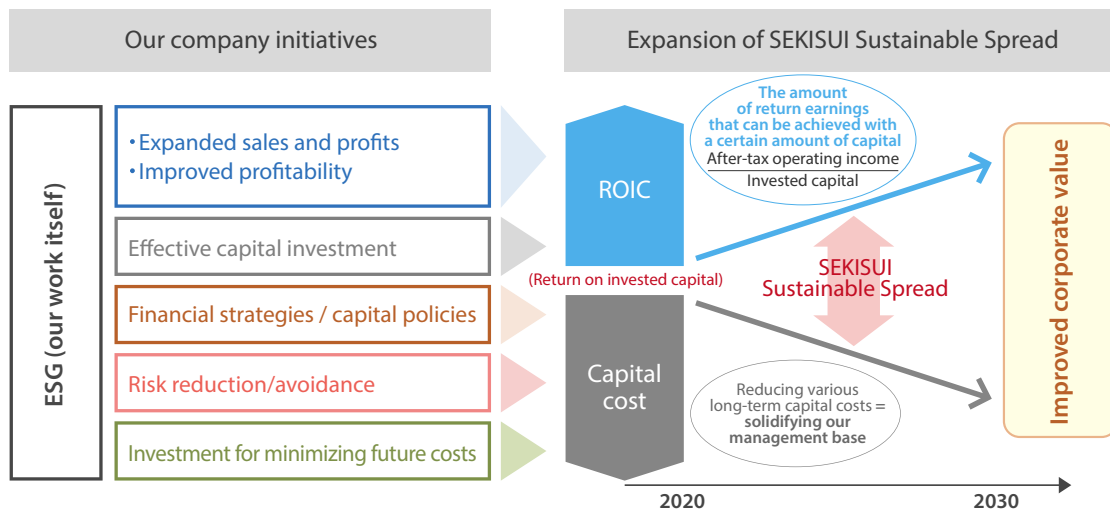 Our company initiatives
Expansion of SEKISUI Sustainable Spread
ESG (our work itself)
・Expanded sales and profits
・Improved profitability
Effective capital investment
Financial strategies / capital policies
Risk reduction/avoidance
Investment for minimizing future costs
ROIC
(Return on invested capital)
Capital
cost
The amount
of return earnings
that can be achieved with
a certain amount of capital
After-tax operating income
Invested capital
SEKISUI
Sustainable Spread
Reducing various
long-term capital costs =
solidifying our
management base
Improved corporate value
2020
2030